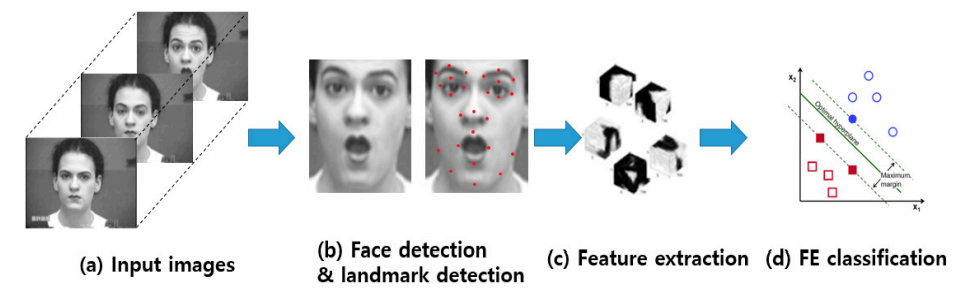 (a) Input images
(b) Face detection
& landmark detection
(c) Feature extraction
(d) FE classification
x₂
Optimal hyperplane
Maximum
margin
x₁